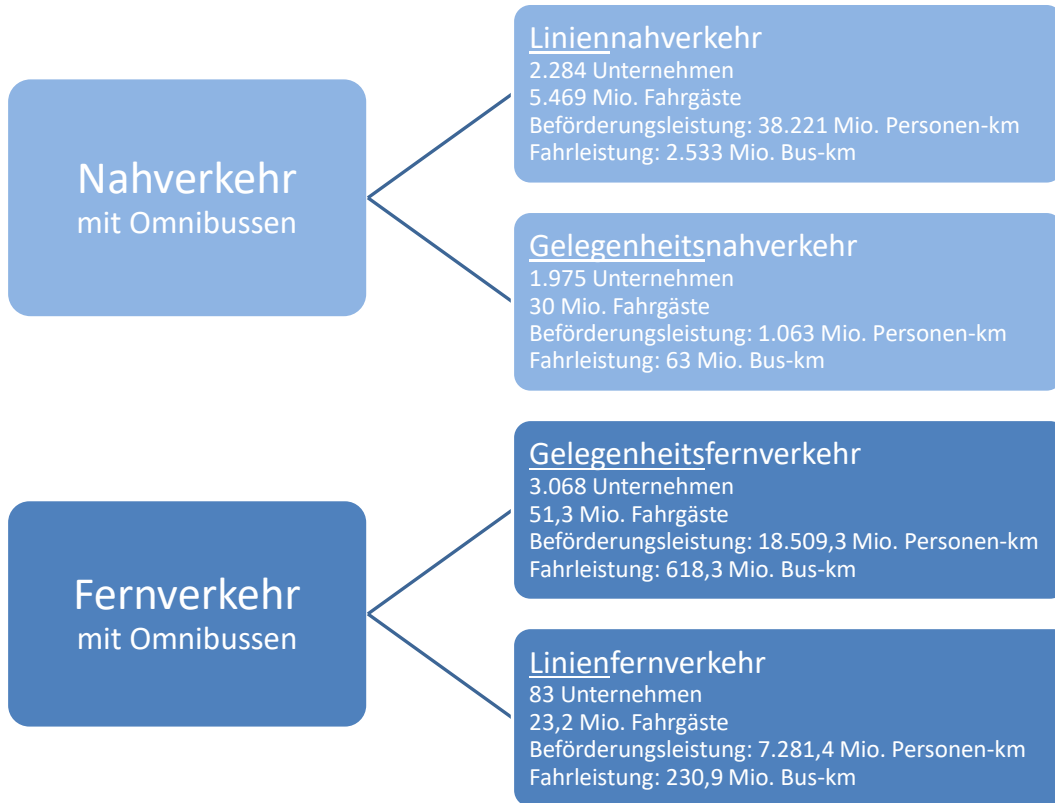 Nahverkehr
mit Omnibussen
Liniennahverkehr
2.284 Unternehmen
5.469 Mio. Fahrgäste
Beförderungsleistung: 38.221 Mio. Personen-km
Fahrleistung: 2.533 Mio. Bus-km
Gelegenheitsnahverkehr
1.975 Unternehmen
30 Mio. Fahrgäste
Beförderungsleistung: 1.063 Mio. Personen-km
Fahrleistung: 63 Mio. Bus-km
Fernverkehr
mit Omnibussen
Gelegenheitsfernverkehr
3.068 Unternehmen
51,3 Mio. Fahrgäste
Beförderungsleistung: 18.509,3 Mio. Personen-km
Fahrleistung: 618,3 Mio. Bus-km
Linienfernverkehr
83 Unternehmen
23,2 Mio. Fahrgäste
Beförderungsleistung: 7.281,4 Mio. Personen-km
Fahrleistung: 230,9 Mio. Bus-km